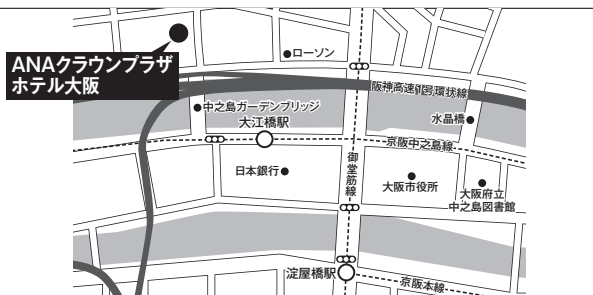 ANAクラウンプラザ
ホテル大阪
ローソン
阪神高速1号環状線
中之島ガーデンブリッジ
大江橋駅
水晶橋
京阪中之島線
日本銀行
御堂筋線
大阪市役所
大阪府立
中之島図書館
淀屋橋駅
京阪本線